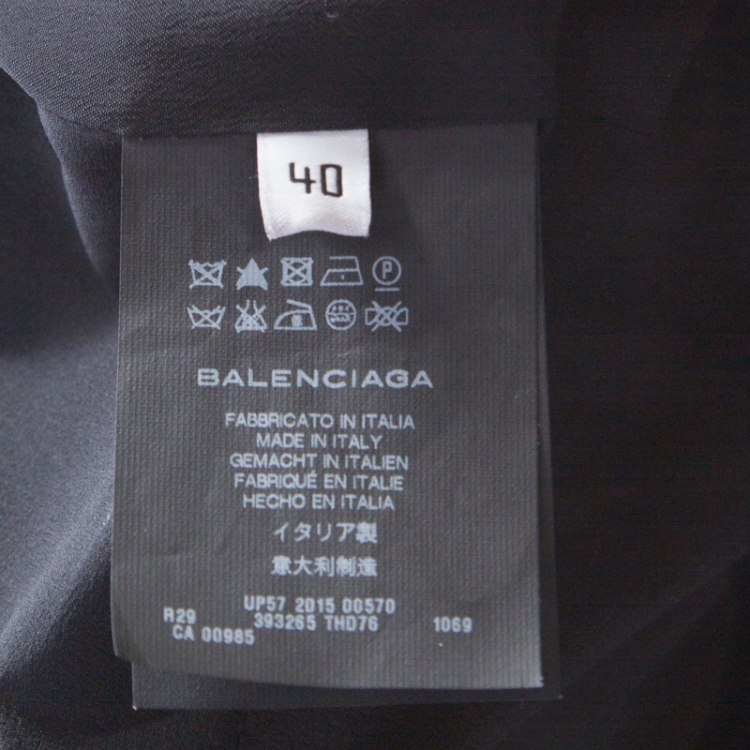 40
P
BALENCIAGA
FABBRICATO IN ITALIA
MADE IN ITALY
GEMACHT IN ITALIEN
FABRIQUÉ EN ITALIE
HECHO EN ITALIA
イタリア製
意大利制造
UP57 2015 00570
R29 393265 THD76 1069
CA 00985